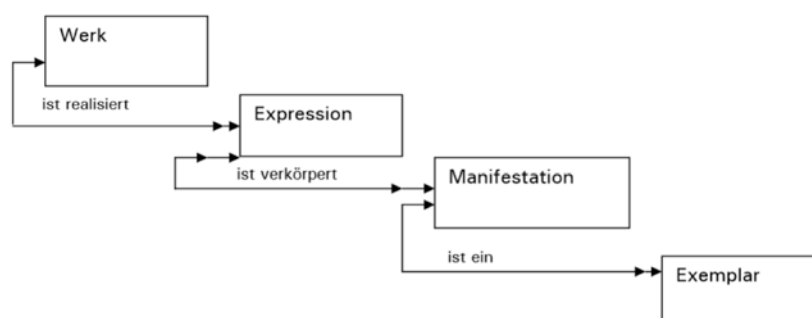 Werk
ist realisiert
Expression
ist verkörpert
Manifestation
ist ein
Exemplar